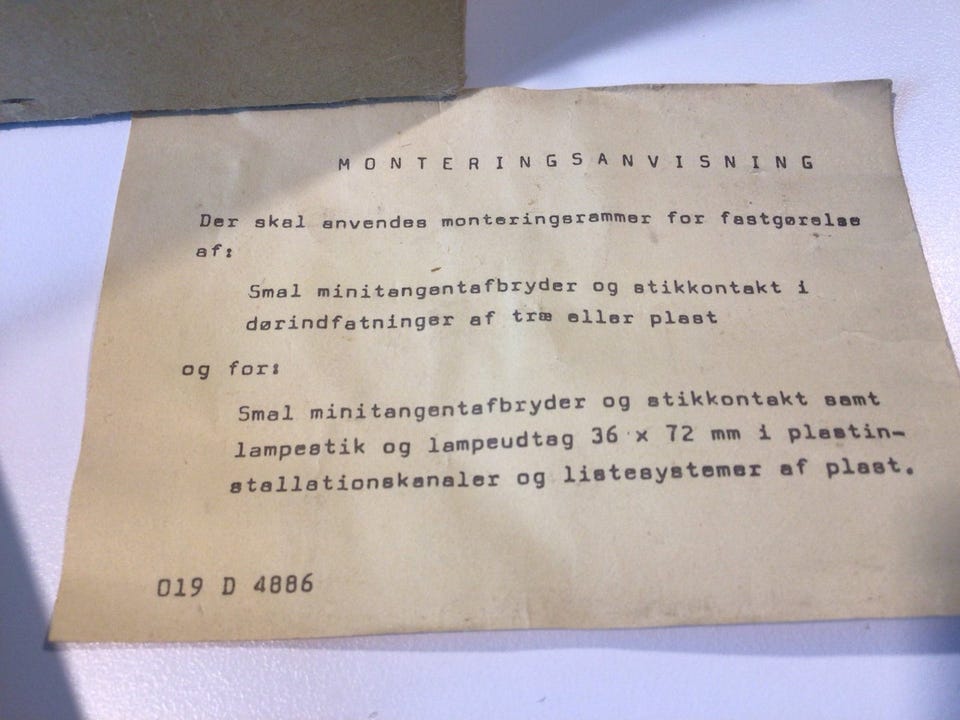 MONTERINGSANVISNING
Der skal anvendes monteringsrammer for fastgørelse
af:
Smal minitangentafbryder og stikkontakt i
dørindfatninger af træ eller plast
og for:
Smal minitangentafbryder og stikkontakt samt
lampestik og lampeudtag 36 x 72 mm i plastin-
stallationskanaler og listesystemer af plast.
019 D 4886